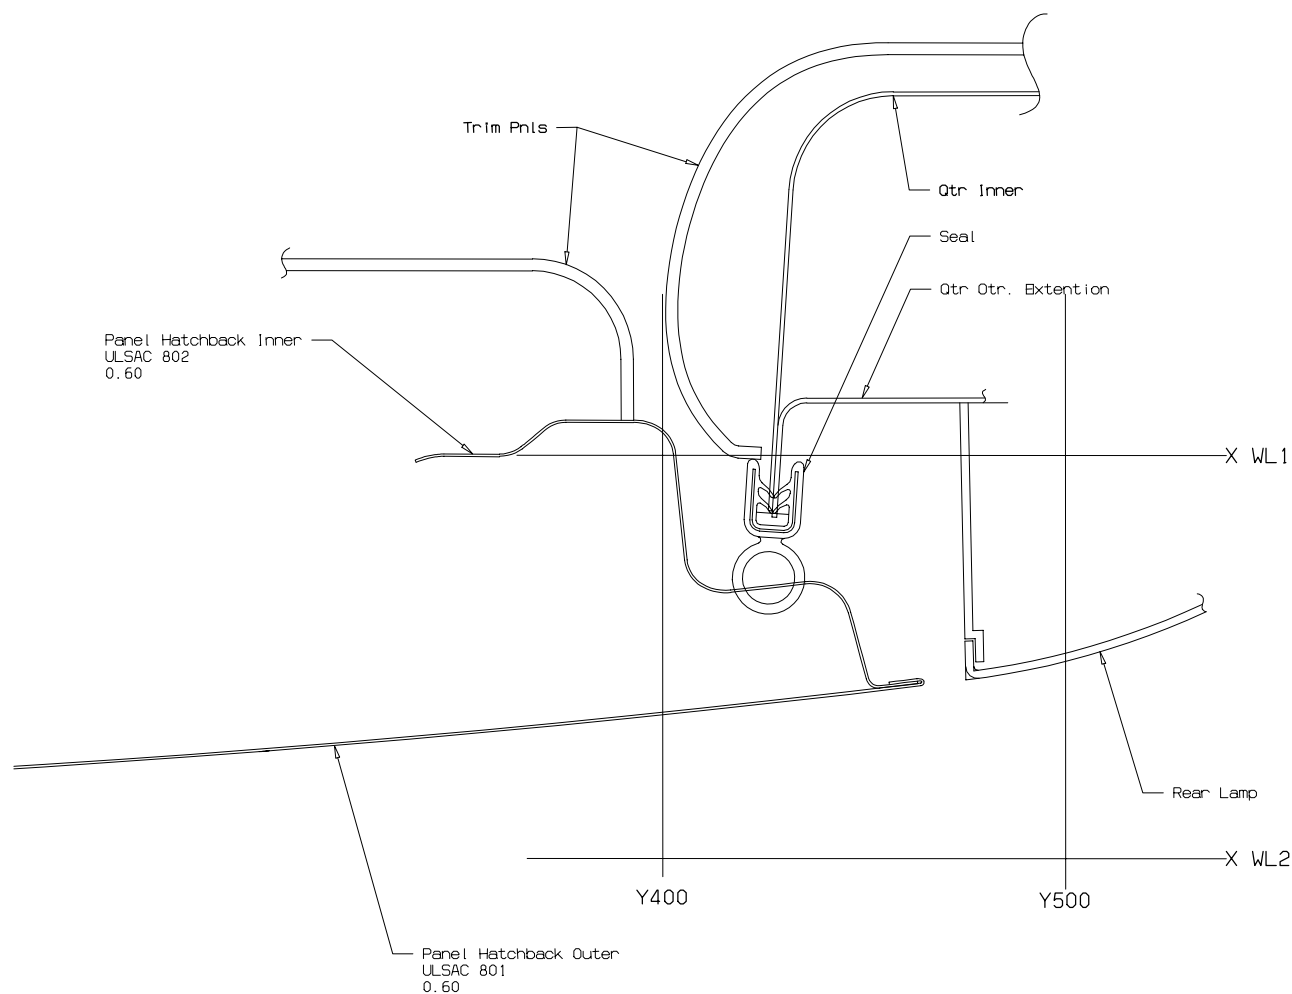 Trim Pnls
Qtr Inner
Seal
Qtr Otr. Extention
Panel Hatchback Inner
ULSAC 802
0.60
X WL1
Rear Lamp
X WL2
Y400
Y500
Panel Hatchback Outer
ULSAC 801
0.60